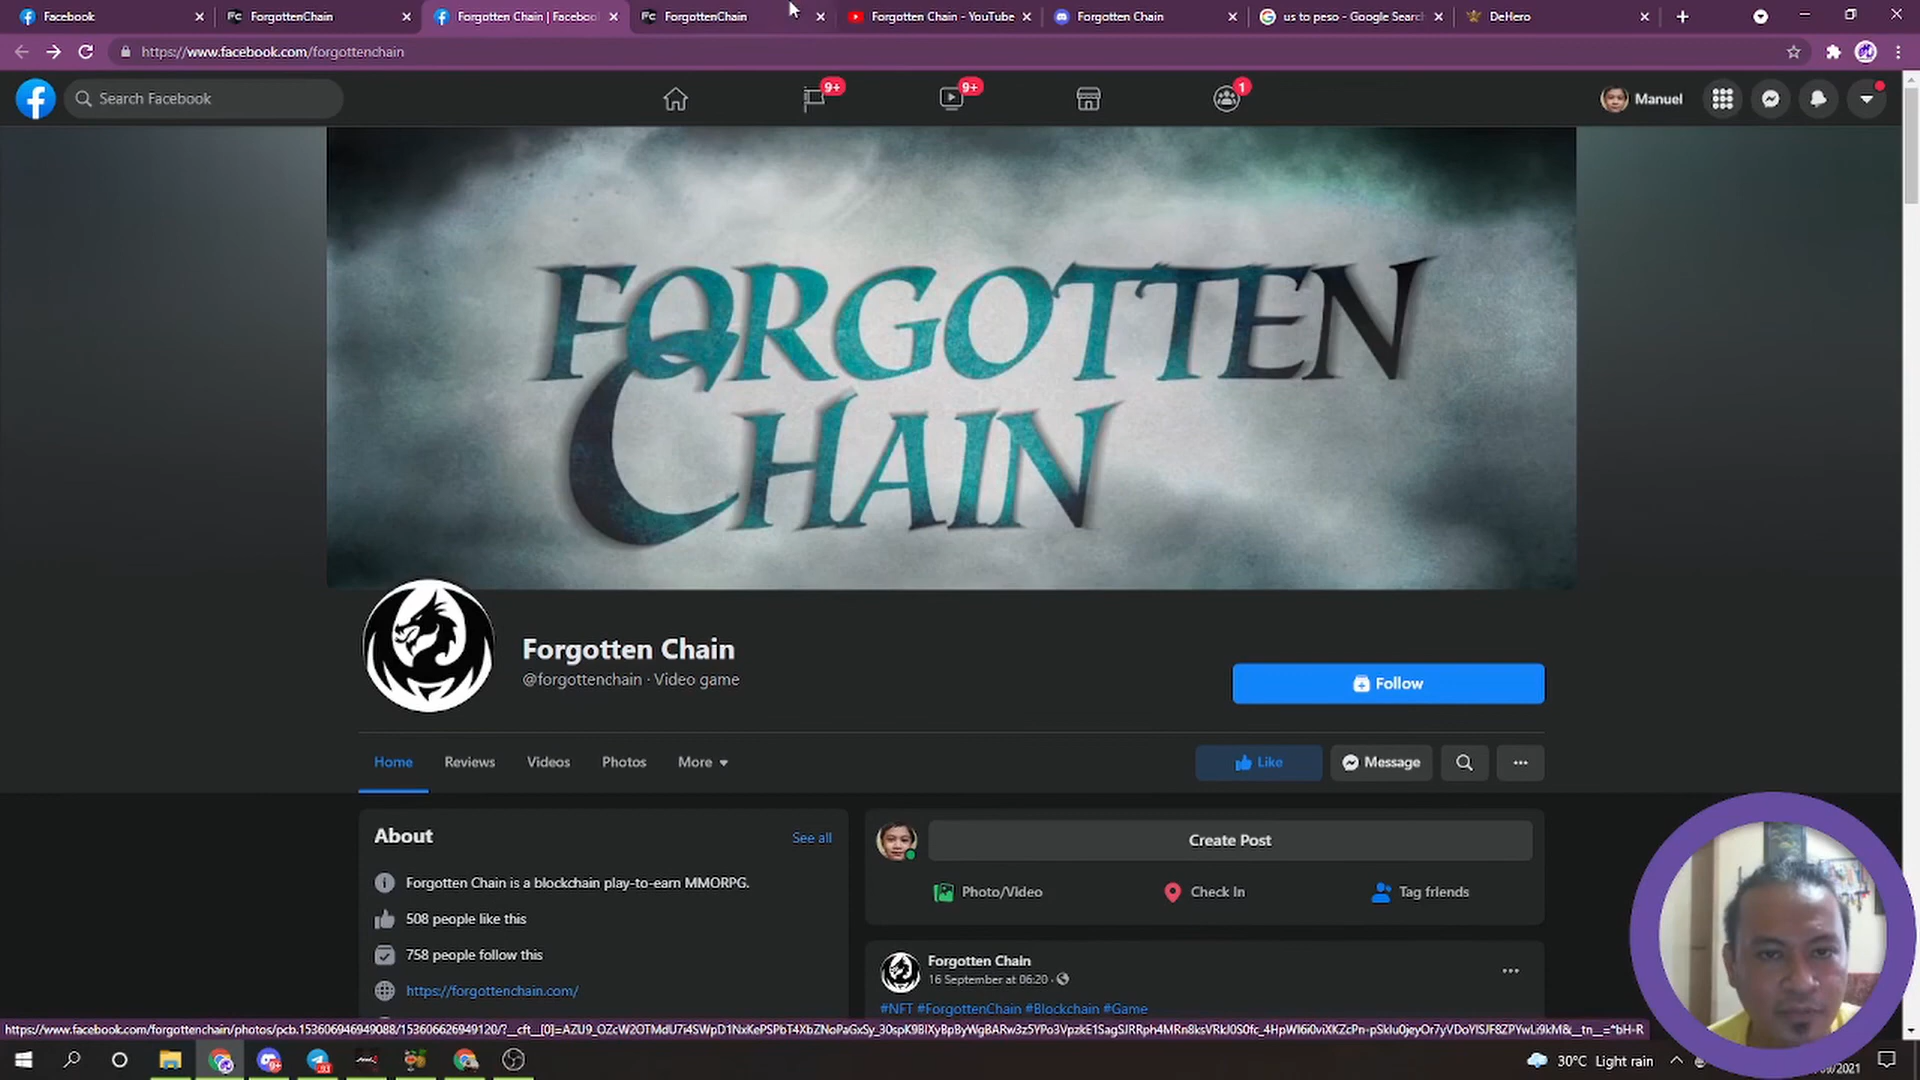 Facebook
ForgottenChain
Forgotten Chain | Facebook
ForgottenChain
Forgotten Chain - YouTube
Forgotten Chain
us to peso - Google Search
DeHero
https://www.facebook.com/forgottenchain
Search Facebook
9+
9+
1
Manuel
FORGOTTEN
CHAIN
Forgotten Chain
@forgottenchain · Video game
Follow
Home
Reviews
Videos
Photos
More
Like
Message
About
See all
Create Post
Forgotten Chain is a blockchain play-to-earn MMORPG.
Photo/Video
Check In
Tag friends
508 people like this
758 people follow this
Forgotten Chain
16 September at 06:20 ·
https://forgottenchain.com/
#NFT #ForgottenChain #Blockchain #Game
30°C Light rain